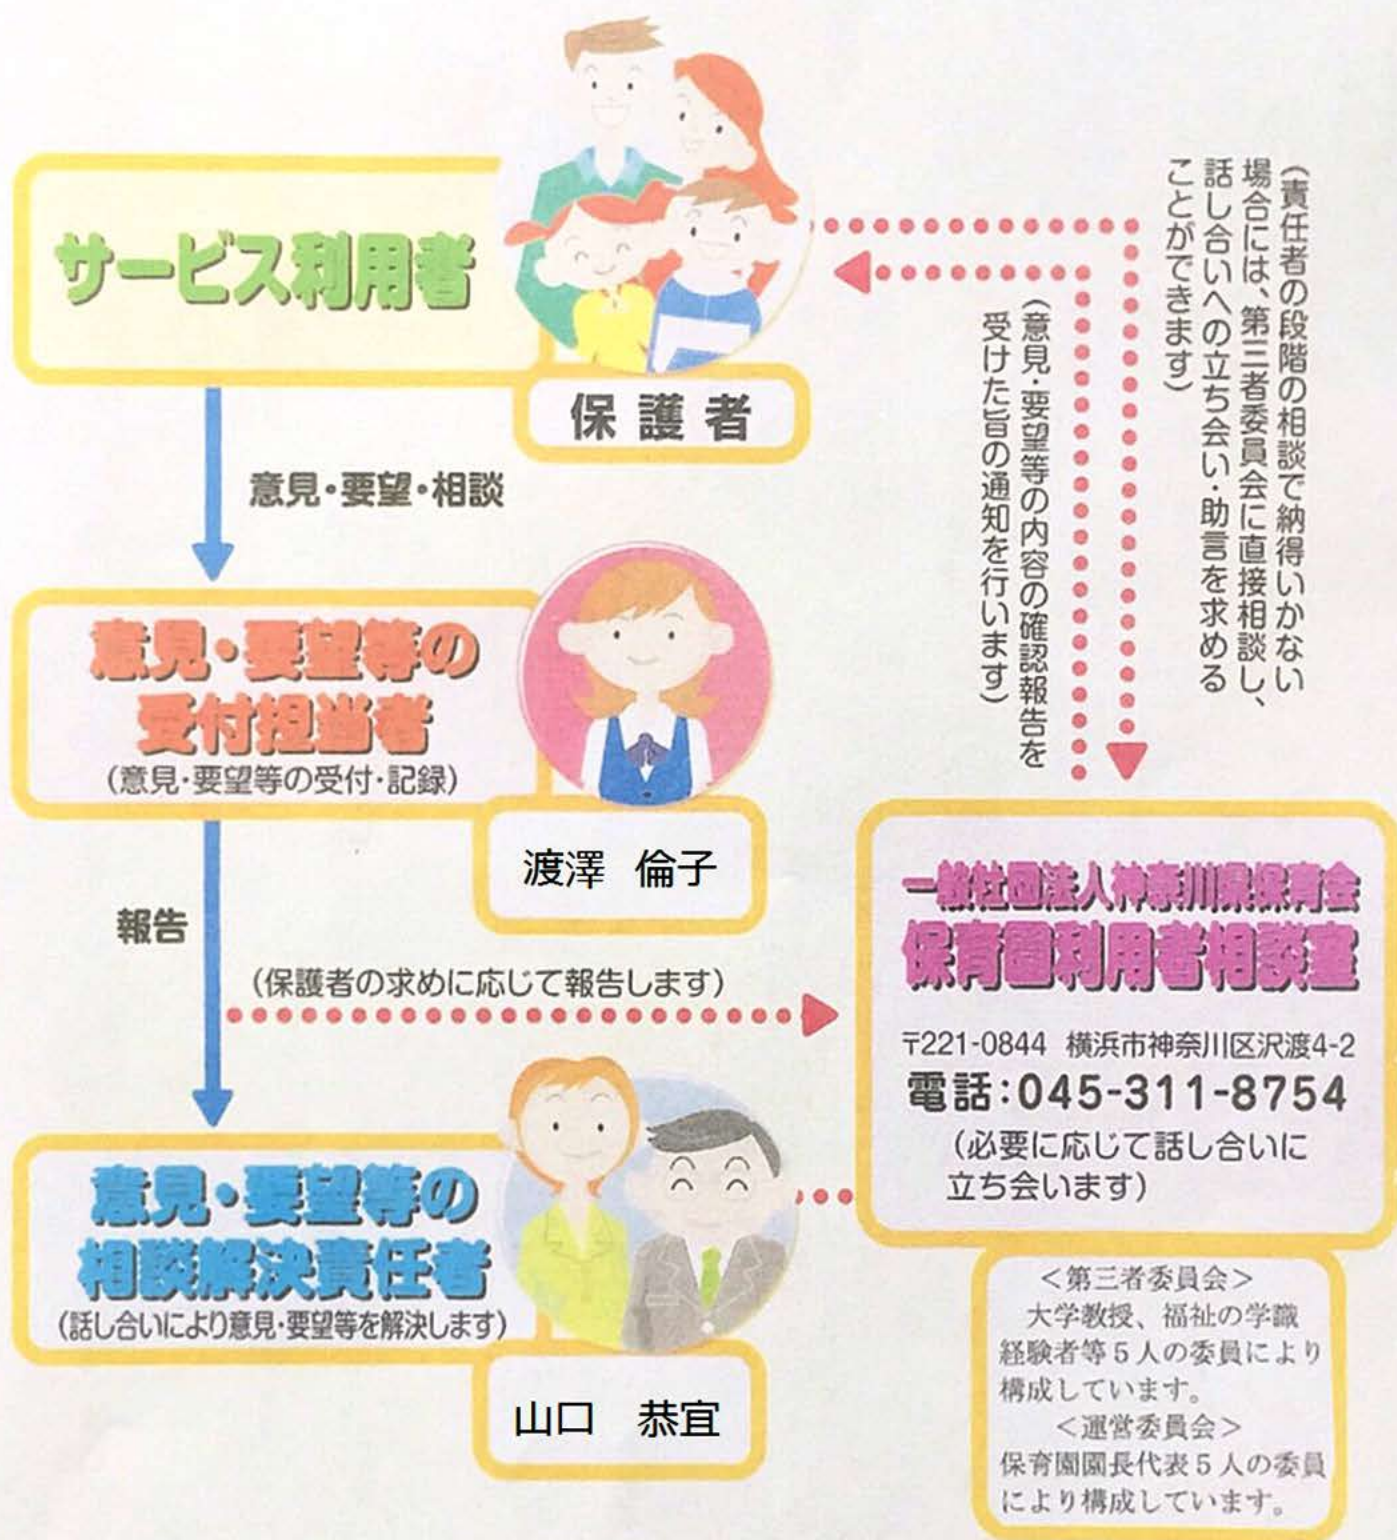 サービス利用者
保護者
(責任者の段階の相談で納得いかない
場合には、第三者委員会に直接相談し、
話し合いへの立ち会い・助言を求める
ことができます)
(意見・要望等の内容の確認報告を
受けた旨の通知を行います)
意見・要望・相談
意見・要望等の
受付担当者
(意見・要望等の受付・記録)
渡澤 倫子
報告
(保護者の求めに応じて報告します)
一般社団法人神奈川県保育会
保育園利用者相談室
〒221-0844 横浜市神奈川区沢渡4-2
電話:045-311-8754
(必要に応じて話し合いに
立ち会います)
意見・要望等の
相談解決責任者
(話し合いにより意見・要望等を解決します)
山口 恭宜
<第三者委員会>
大学教授、福祉の学識
経験者等5人の委員により
構成しています。
<運営委員会>
保育園園長代表5人の委員
により構成しています。